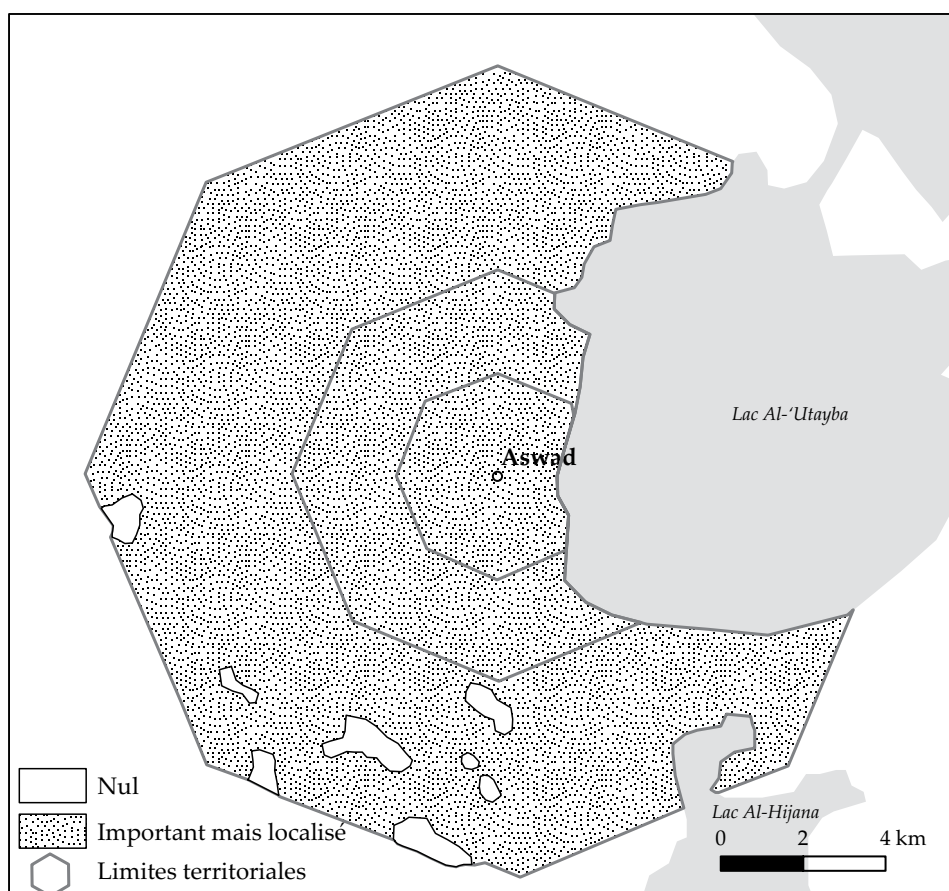 Lac Al-‘Utayba
Aswad
Nul
Important mais localisé
Limites territoriales
Lac Al-Hijana
0 2 4 km